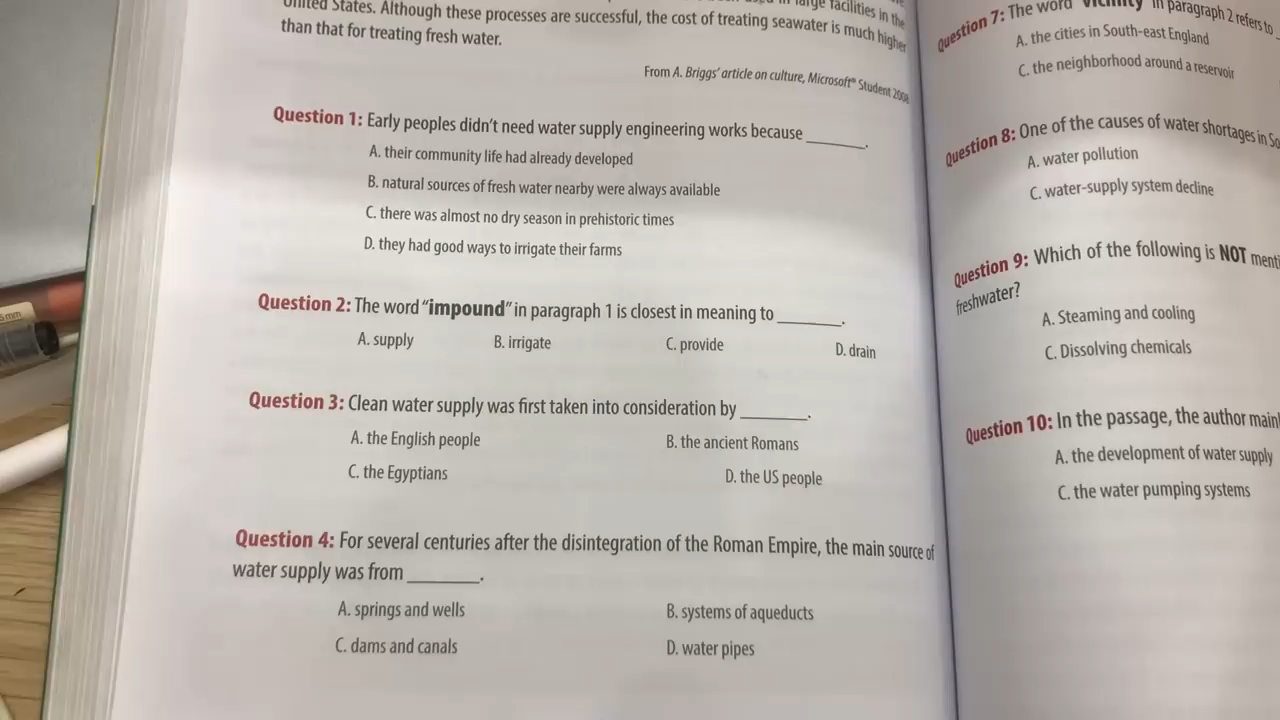 large facilities in the
United States. Although these processes are successful, the cost of treating seawater is much higher
than that for treating fresh water.
From A. Briggs' article on culture, Microsoft® Student 2008
Question 1: Early peoples didn't need water supply engineering works because ______.
A. their community life had already developed
B. natural sources of fresh water nearby were always available
C. there was almost no dry season in prehistoric times
D. they had good ways to irrigate their farms
Question 2: The word "impound" in paragraph 1 is closest in meaning to ______.
A. supply B. irrigate C. provide D. drain
Question 3: Clean water supply was first taken into consideration by ______.
A. the English people B. the ancient Romans
C. the Egyptians D. the US people
Question 4: For several centuries after the disintegration of the Roman Empire, the main source of
water supply was from ______.
A. springs and wells B. systems of aqueducts
C. dams and canals D. water pipes
Question 7: The word "vicinity" in paragraph 2 refers to
A. the cities in South-east England
C. the neighborhood around a reservoir
Question 8: One of the causes of water shortages in
A. water pollution
C. water-supply system decline
Question 9: Which of the following is NOT
freshwater?
A. Steaming and cooling
C. Dissolving chemicals
Question 10: In the passage, the author
A. the development of water supply
C. the water pumping systems